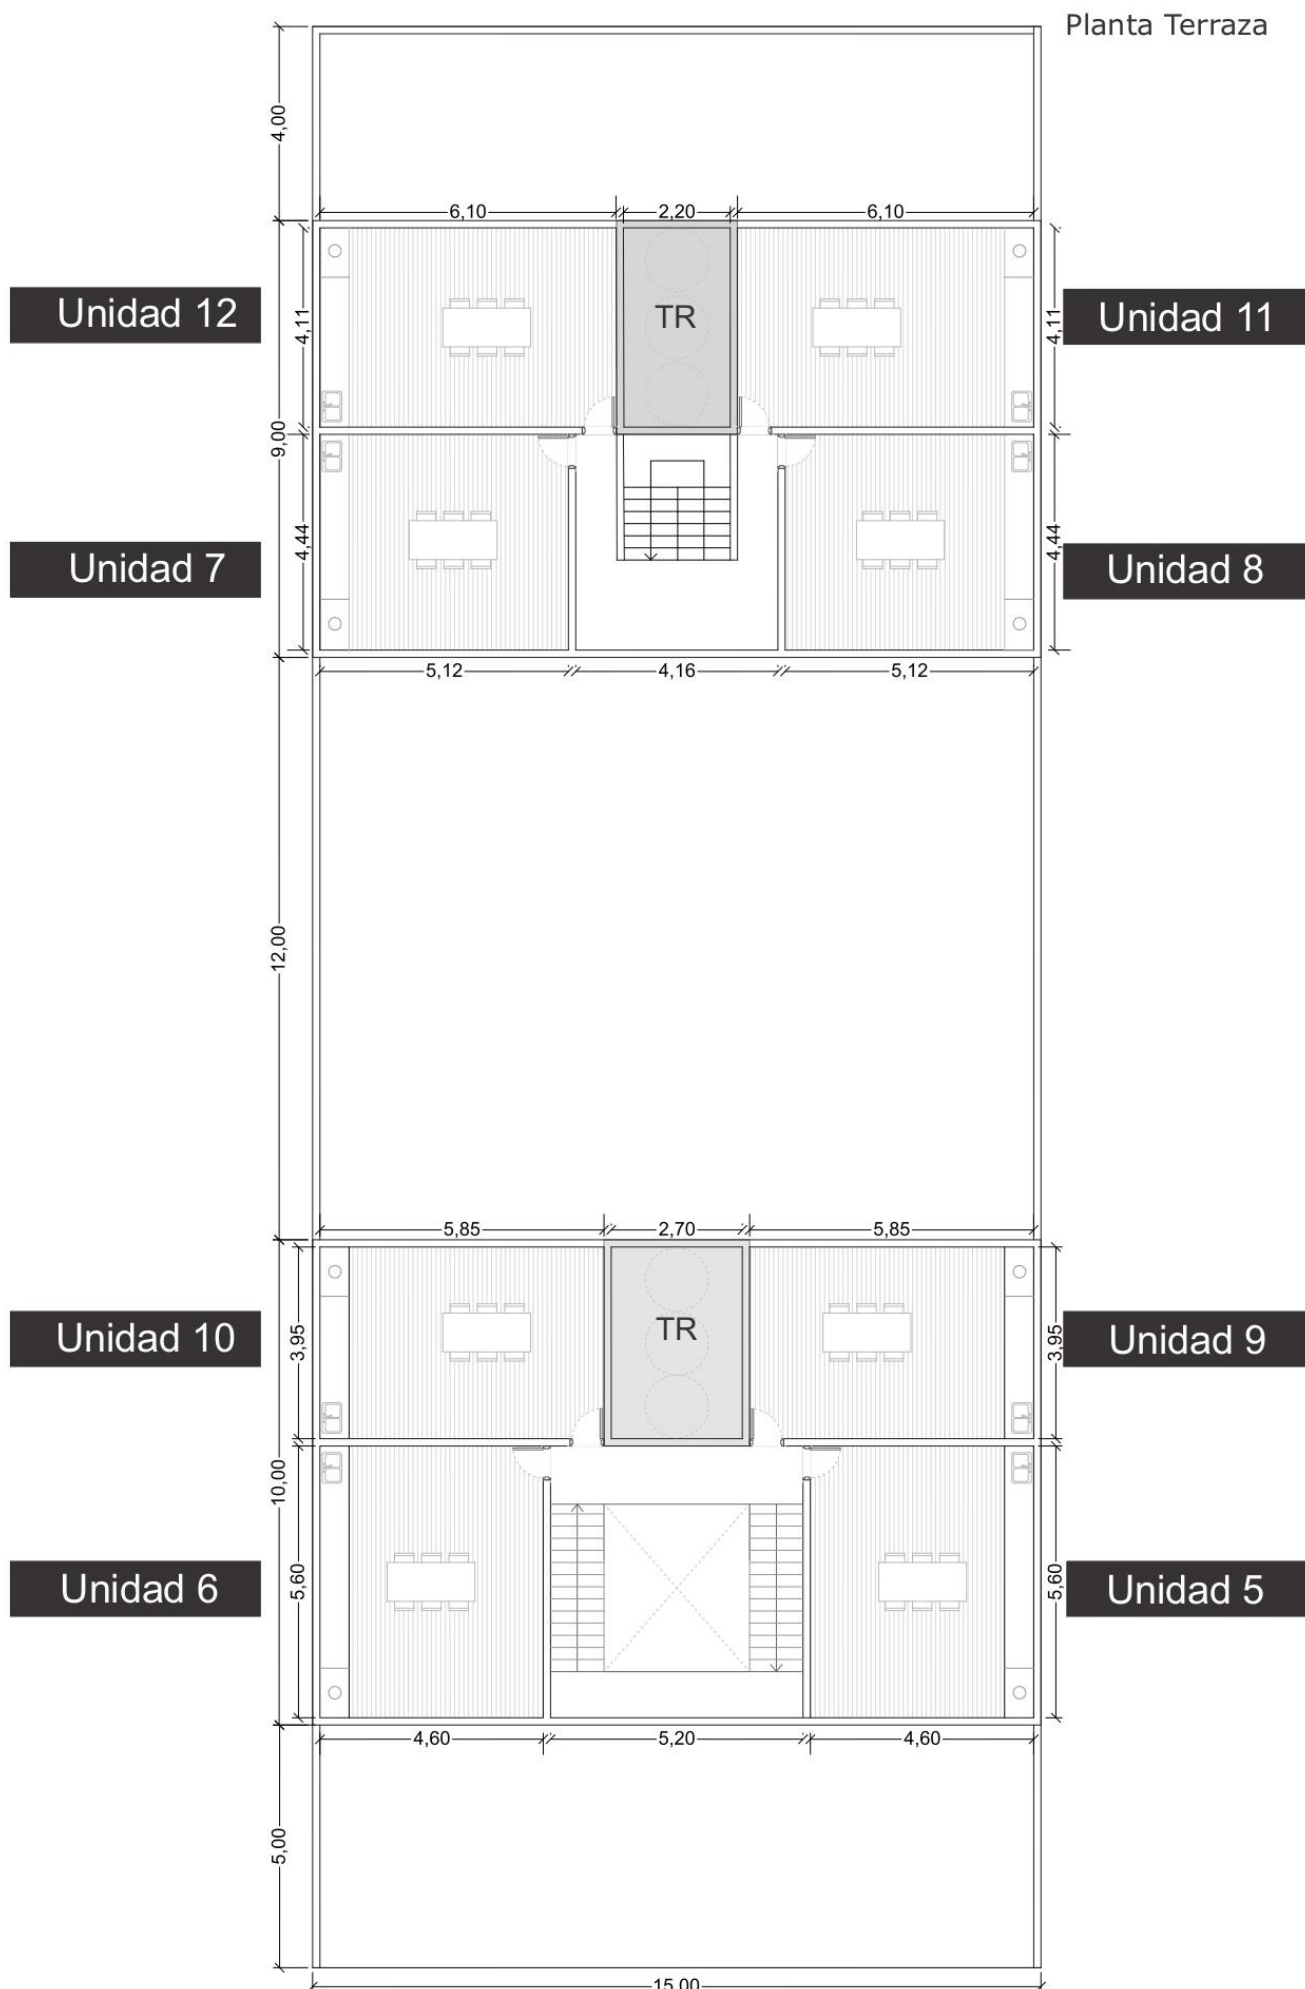 Planta Terraza
4,00
6,10
2,20
6,10
Unidad 12
4,11
TR
4,11
Unidad 11
9,00
Unidad 7
4,44
4,44
Unidad 8
5,12
4,16
5,12
12,00
5,85
2,70
5,85
Unidad 10
3,95
TR
3,95
Unidad 9
10,00
Unidad 6
5,60
5,60
Unidad 5
4,60
5,20
4,60
5,00
15,00